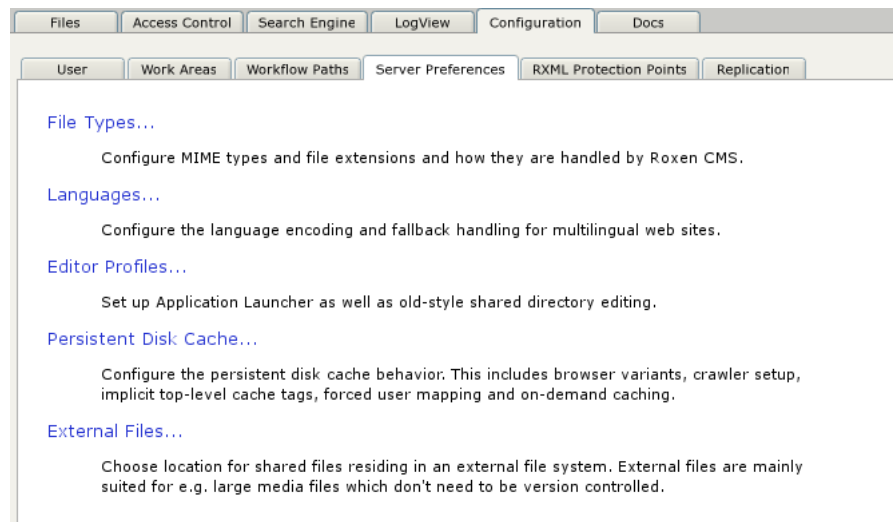 Files Access Control Search Engine LogView Configuration Docs
User Work Areas Workflow Paths Server Preferences RXML Protection Points Replication
File Types...
Configure MIME types and file extensions and how they are handled by Roxen CMS.
Languages...
Configure the language encoding and fallback handling for multilingual web sites.
Editor Profiles...
Set up Application Launcher as well as old-style shared directory editing.
Persistent Disk Cache...
Configure the persistent disk cache behavior. This includes browser variants, crawler setup,
implicit top-level cache tags, forced user mapping and on-demand caching.
External Files...
Choose location for shared files residing in an external file system. External files are mainly
suited for e.g. large media files which don't need to be version controlled.